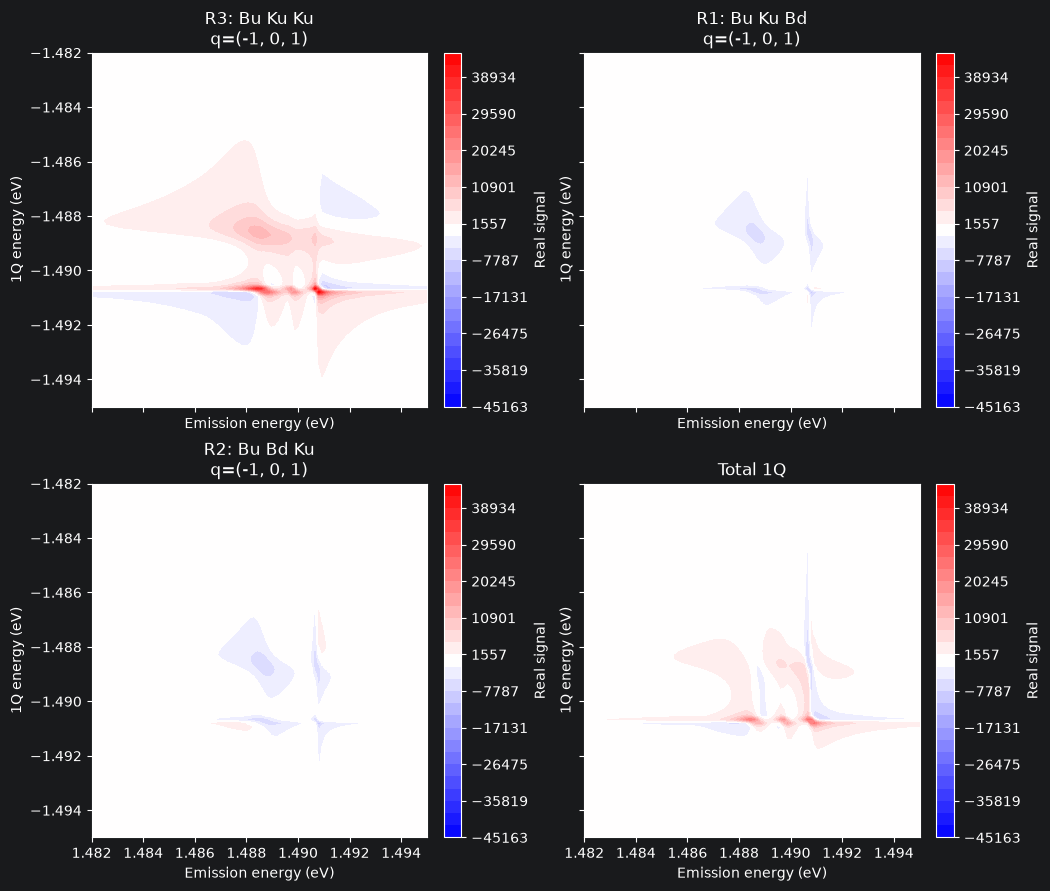 R3: Bu Ku Ku
q=(-1, 0, 1)
−1.482
−1.484
−1.486
−1.488
−1.490
−1.492
−1.494
1Q energy (eV)
Emission energy (eV)
38934
29590
20245
10901
1557
−7787
−17131
−26475
−35819
−45163
Real signal
R1: Bu Ku Bd
q=(-1, 0, 1)
1Q energy (eV)
Emission energy (eV)
38934
29590
20245
10901
1557
−7787
−17131
−26475
−35819
−45163
Real signal
R2: Bu Bd Ku
q=(-1, 0, 1)
−1.482
−1.484
−1.486
−1.488
−1.490
−1.492
−1.494
1Q energy (eV)
1.482 1.484 1.486 1.488 1.490 1.492 1.494
Emission energy (eV)
38934
29590
20245
10901
1557
−7787
−17131
−26475
−35819
−45163
Real signal
Total 1Q
1Q energy (eV)
1.482 1.484 1.486 1.488 1.490 1.492 1.494
Emission energy (eV)
38934
29590
20245
10901
1557
−7787
−17131
−26475
−35819
−45163
Real signal